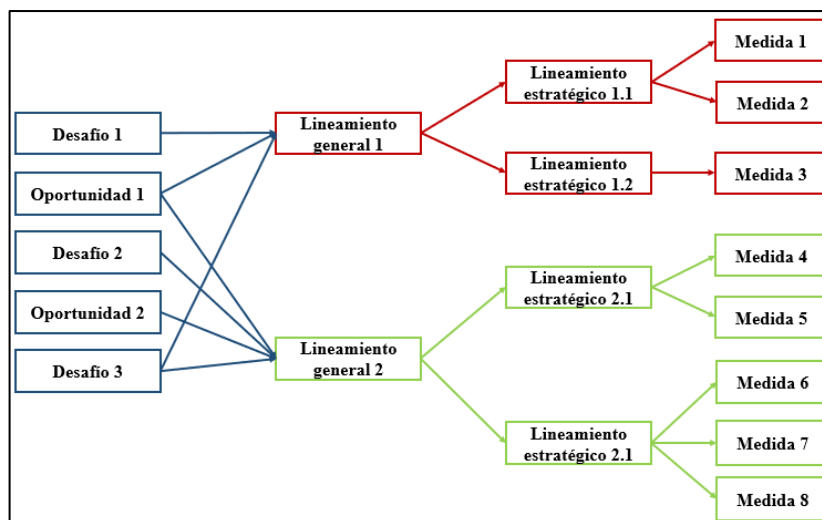 Desafío 1
Oportunidad 1
Desafío 2
Oportunidad 2
Desafío 3
Lineamiento
general 1
Lineamiento
general 2
Lineamiento
estratégico 1.1
Lineamiento
estratégico 1.2
Lineamiento
estratégico 2.1
Lineamiento
estratégico 2.1
Medida 1
Medida 2
Medida 3
Medida 4
Medida 5
Medida 6
Medida 7
Medida 8